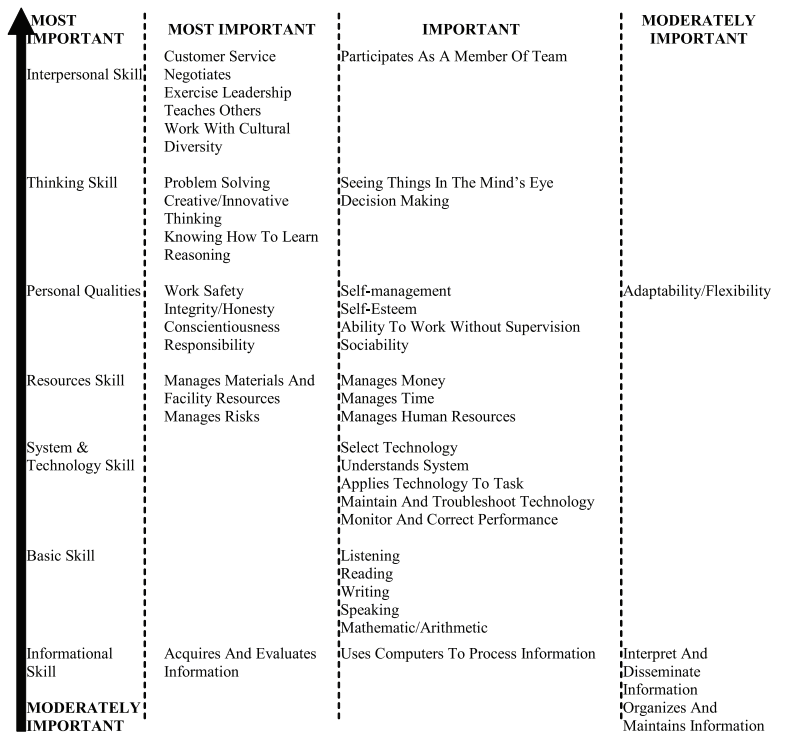 MOST
IMPORTANT
MOST IMPORTANT
IMPORTANT
MODERATELY
IMPORTANT
Interpersonal Skill
Customer Service
Negotiates
Exercise Leadership
Teaches Others
Work With Cultural
Diversity
Participates As A Member Of Team
Thinking Skill
Problem Solving
Creative/Innovative
Thinking
Knowing How To Learn
Reasoning
Seeing Things In The Mind's Eye
Decision Making
Personal Qualities
Work Safety
Integrity/Honesty
Conscientiousness
Responsibility
Self-management
Self-Esteem
Ability To Work Without Supervision
Sociability
Adaptability/Flexibility
Resources Skill
Manages Materials And
Facility Resources
Manages Risks
Manages Money
Manages Time
Manages Human Resources
System &
Technology Skill
Select Technology
Understands System
Applies Technology To Task
Maintain And Troubleshoot Technology
Monitor And Correct Performance
Basic Skill
Listening
Reading
Writing
Speaking
Mathematic/Arithmetic
Informational
Skill
Acquires And Evaluates
Information
Uses Computers To Process Information
Interpret And
Disseminate
Information
Organizes And
Maintains Information
MODERATELY
IMPORTANT